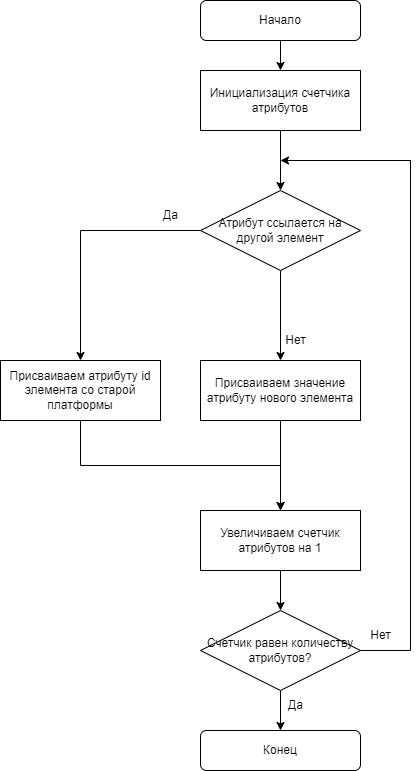 Начало
Инициализация счетчика
атрибутов
Атрибут ссылается на
другой элемент
Да
Нет
Присваиваем атрибуту id
элемента со старой
платформы
Присваиваем значение
атрибуту нового элемента
Увеличиваем счетчик
атрибутов на 1
Счетчик равен количеству
атрибутов?
Нет
Да
Конец